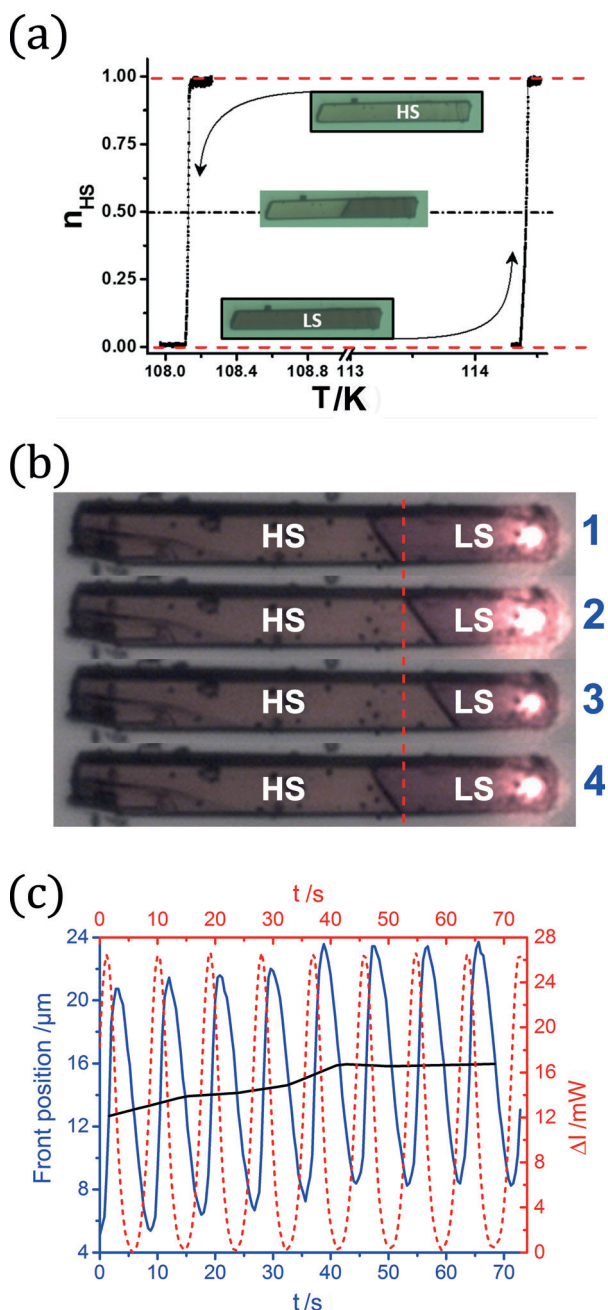 (a)
1.00
HS
0.75
nHS
0.50
0.25
LS
0.00
108.0 108.4 108.8 113 114
T/K
(b)
HS LS 1
HS LS 2
HS LS 3
HS LS 4
(c)
t /s
0 10 20 30 40 50 60 70
24 28
24
20 20
16 16
12 12
8 8
4
4 0
Front position /µm
ΔI /mW
0 10 20 30 40 50 60 70
t/s